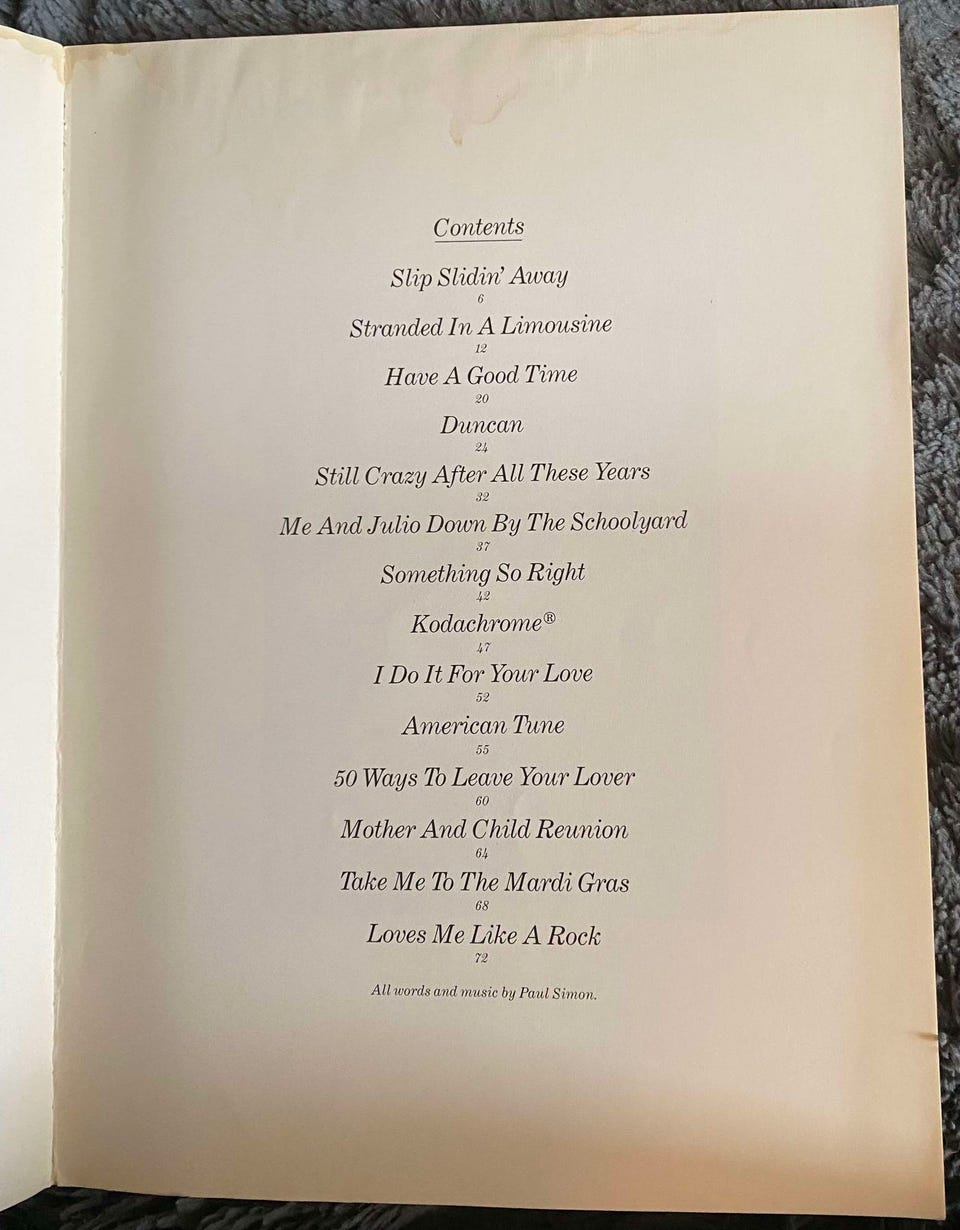 Contents
Slip Slidin’ Away
6
Stranded In A Limousine
12
Have A Good Time
20
Duncan
24
Still Crazy After All These Years
32
Me And Julio Down By The Schoolyard
37
Something So Right
42
Kodachrome®
47
I Do It For Your Love
52
American Tune
55
50 Ways To Leave Your Lover
60
Mother And Child Reunion
64
Take Me To The Mardi Gras
68
Loves Me Like A Rock
72
All words and music by Paul Simon.